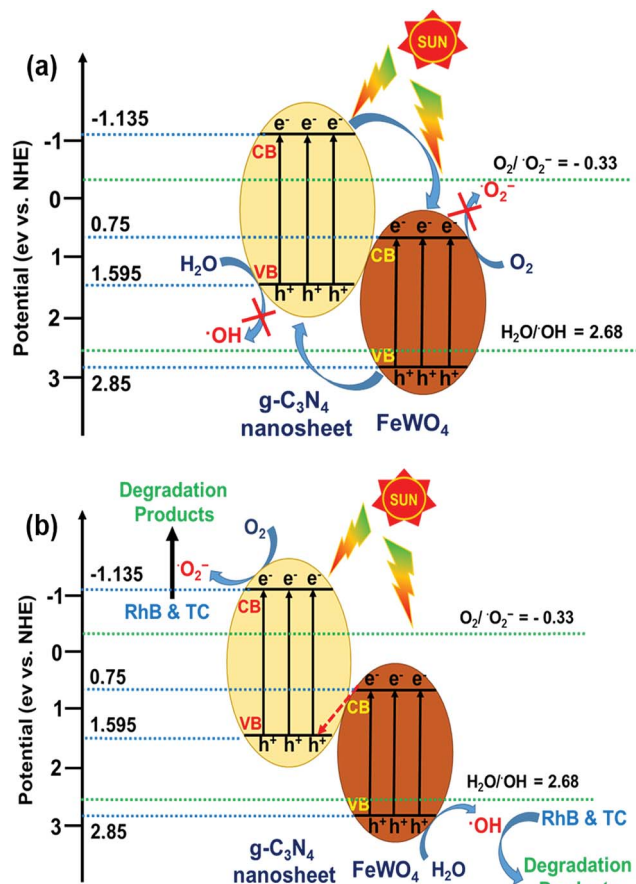 (a)
SUN
Potential (ev vs. NHE)
-1.135
-1
0
0.75
1
1.595
2
3
2.85
e⁻ e⁻ e⁻
CB
O₂/ ·O₂⁻ = - 0.33
·O₂⁻
e⁻ e⁻ e⁻
CB
O₂
H₂O
VB
h⁺ h⁺ h⁺
·OH
H₂O/·OH = 2.68
VB
h⁺ h⁺ h⁺
g-C₃N₄
nanosheet
FeWO₄
(b)
SUN
Degradation
Products
O₂
·O₂⁻
RhB & TC
Potential (ev vs. NHE)
-1.135
-1
0
0.75
1
1.595
2
3
2.85
e⁻ e⁻ e⁻
CB
O₂/ ·O₂⁻ = - 0.33
e⁻ e⁻ e⁻
CB
VB
h⁺ h⁺ h⁺
H₂O/·OH = 2.68
VB
h⁺ h⁺ h⁺
·OH
RhB & TC
g-C₃N₄
nanosheet
FeWO₄
H₂O
Degradation